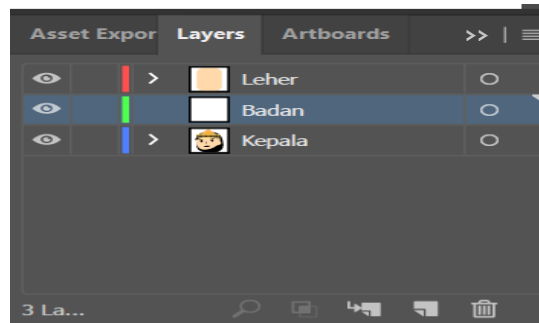 Asset Expor Layers Artboards >>
Leher
Badan
Kepala
3 La...